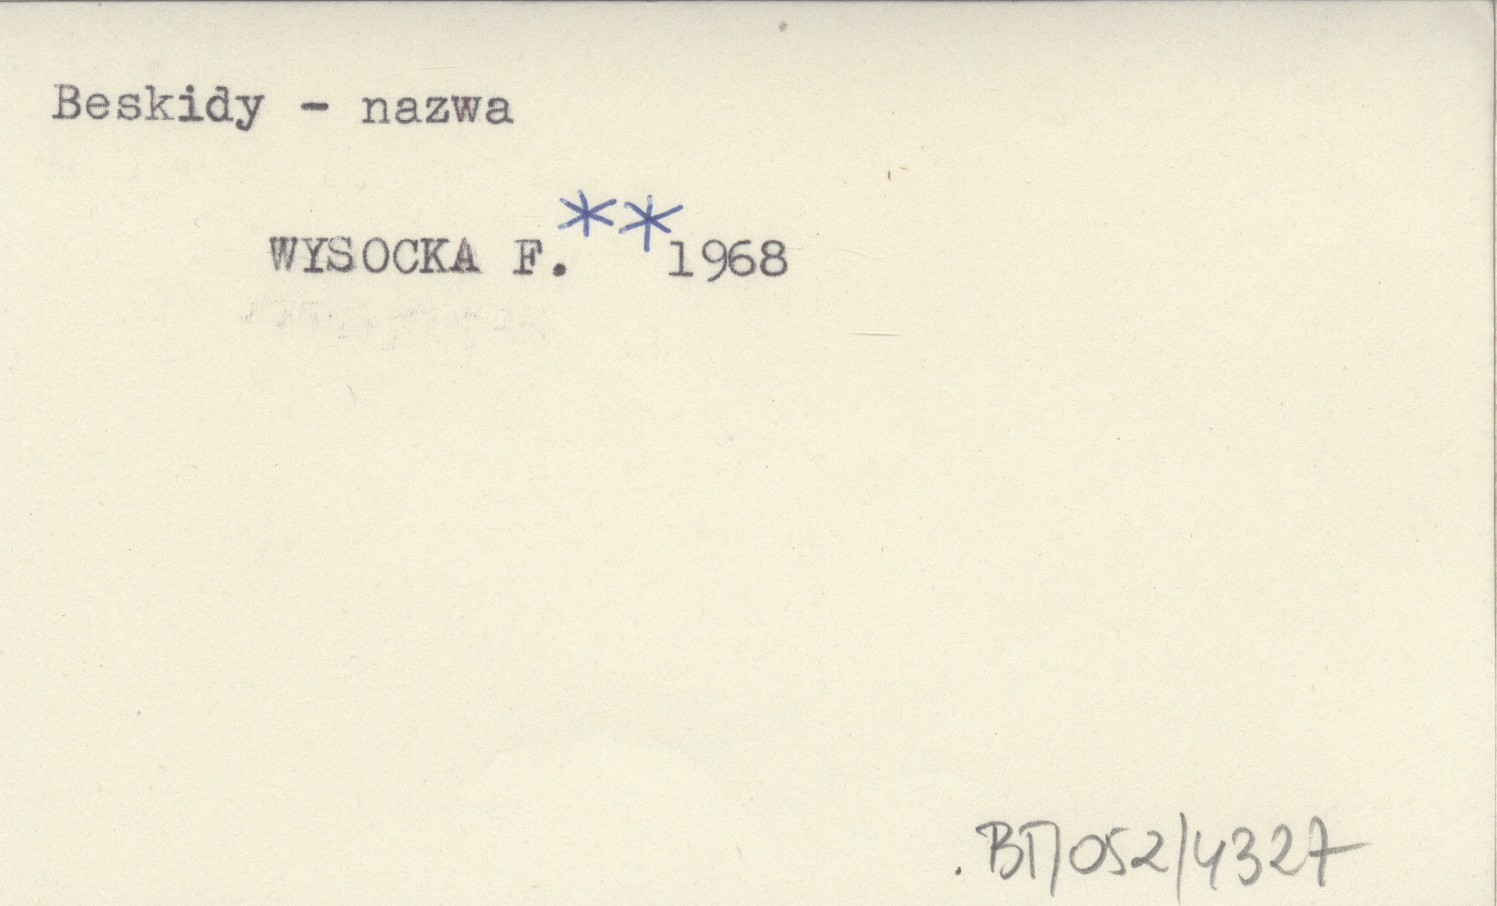 Beskidy - nazwa
WYSOCKA F.**1968
BT/052/4327